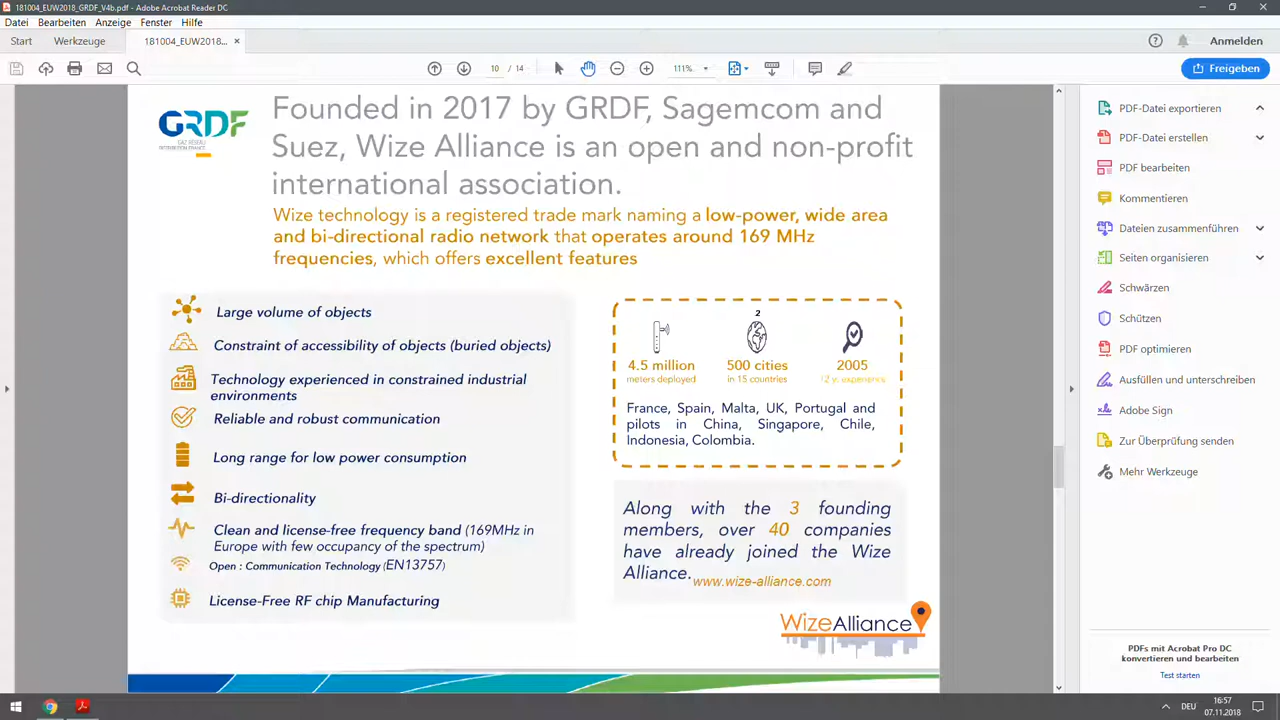 181004_EUW2018_GRDF_V4b.pdf - Adobe Acrobat Reader DC
Datei Bearbeiten Anzeige Fenster Hilfe
Start Werkzeuge 181004_EUW2018... × Anmelden
10 / 14 111% Freigeben
GRDF
GAZ RÉSEAU
DISTRIBUTION FRANCE
Founded in 2017 by GRDF, Sagemcom and
Suez, Wize Alliance is an open and non-profit
international association.
Wize technology is a registered trade mark naming a low-power, wide area
and bi-directional radio network that operates around 169 MHz
frequencies, which offers excellent features
Large volume of objects
Constraint of accessibility of objects (buried objects)
Technology experienced in constrained industrial
environments
Reliable and robust communication
Long range for low power consumption
Bi-directionality
Clean and license-free frequency band (169MHz in
Europe with few occupancy of the spectrum)
Open : Communication Technology (EN13757)
License-Free RF chip Manufacturing
2
4.5 million 500 cities 2005
meters deployed in 15 countries 12 y. experience
France, Spain, Malta, UK, Portugal and
pilots in China, Singapore, Chile,
Indonesia, Colombia.
Along with the 3 founding
members, over 40 companies
have already joined the Wize
Alliance. www.wize-alliance.com
WizeAlliance
PDF-Datei exportieren
PDF-Datei erstellen
PDF bearbeiten
Kommentieren
Dateien zusammenführen
Seiten organisieren
Schwärzen
Schützen
PDF optimieren
Ausfüllen und unterschreiben
Adobe Sign
Zur Überprüfung senden
Mehr Werkzeuge
PDFs mit Acrobat Pro DC
konvertieren und bearbeiten
Test starten
DEU 16:57
07.11.2018